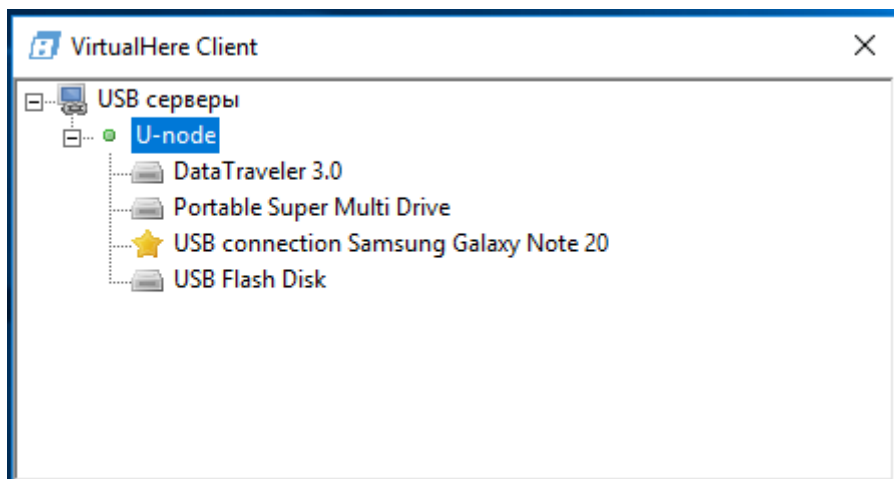 VirtualHere Client
USB серверы
U-node
DataTraveler 3.0
Portable Super Multi Drive
USB connection Samsung Galaxy Note 20
USB Flash Disk